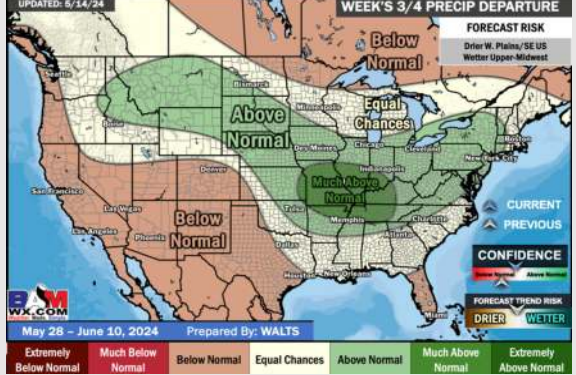 UPDATED: 5/14/24
WEEK'S 3/4 PRECIP DEPARTURE
FORECAST RISK
Drier W. Plains/SE US
Wetter Upper-Midwest
Below
Normal
Seattle
Bismarck
Minneapolis
Equal
Chances
Above
Normal
Boise
Boston
Des Moines
Chicago
Cleveland
New York City
Indianapolis
Denver
Much Above
Normal
San Francisco
Las Vegas
Below
Normal
Tulsa
Memphis
Charlotte
Los Angeles
Phoenix
Atlanta
Dallas
Houston
New Orleans
Miami
CURRENT
PREVIOUS
CONFIDENCE
Below Normal
Above Normal
FORECAST TREND RISK
DRIER
WETTER
BAM
WX.COM
May 28 – June 10, 2024
Prepared By: WALTS
Extremely
Below Normal
Much Below
Normal
Below Normal
Equal Chances
Above Normal
Much Above
Normal
Extremely
Above Normal